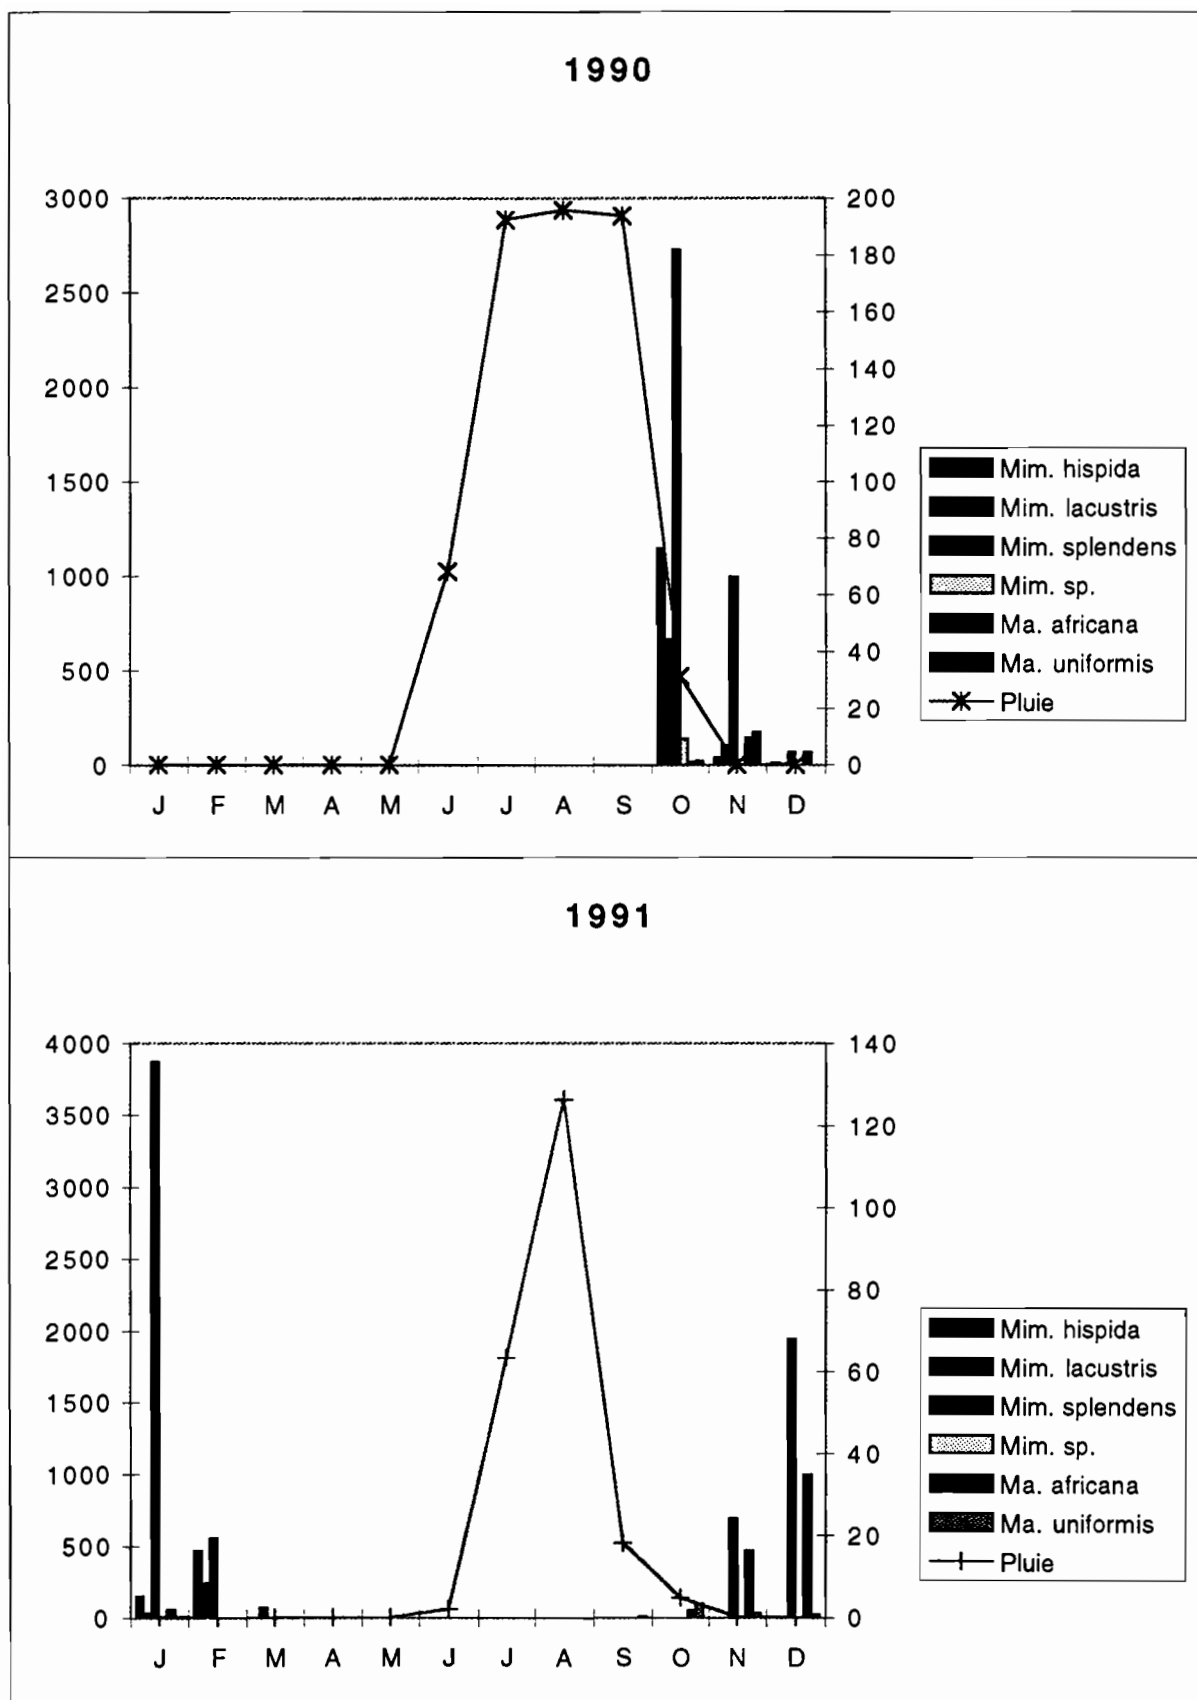 1990
3000
2500
2000
1500
1000
500
0
200
180
160
140
120
100
80
60
40
20
0
J F M A M J J A S O N D
Mim. hispida
Mim. lacustris
Mim. splendens
Mim. sp.
Ma. africana
Ma. uniformis
Pluie
1991
4000
3500
3000
2500
2000
1500
1000
500
0
140
120
100
80
60
40
20
0
J F M A M J J A S O N D
Mim. hispida
Mim. lacustris
Mim. splendens
Mim. sp.
Ma. africana
Ma. uniformis
Pluie